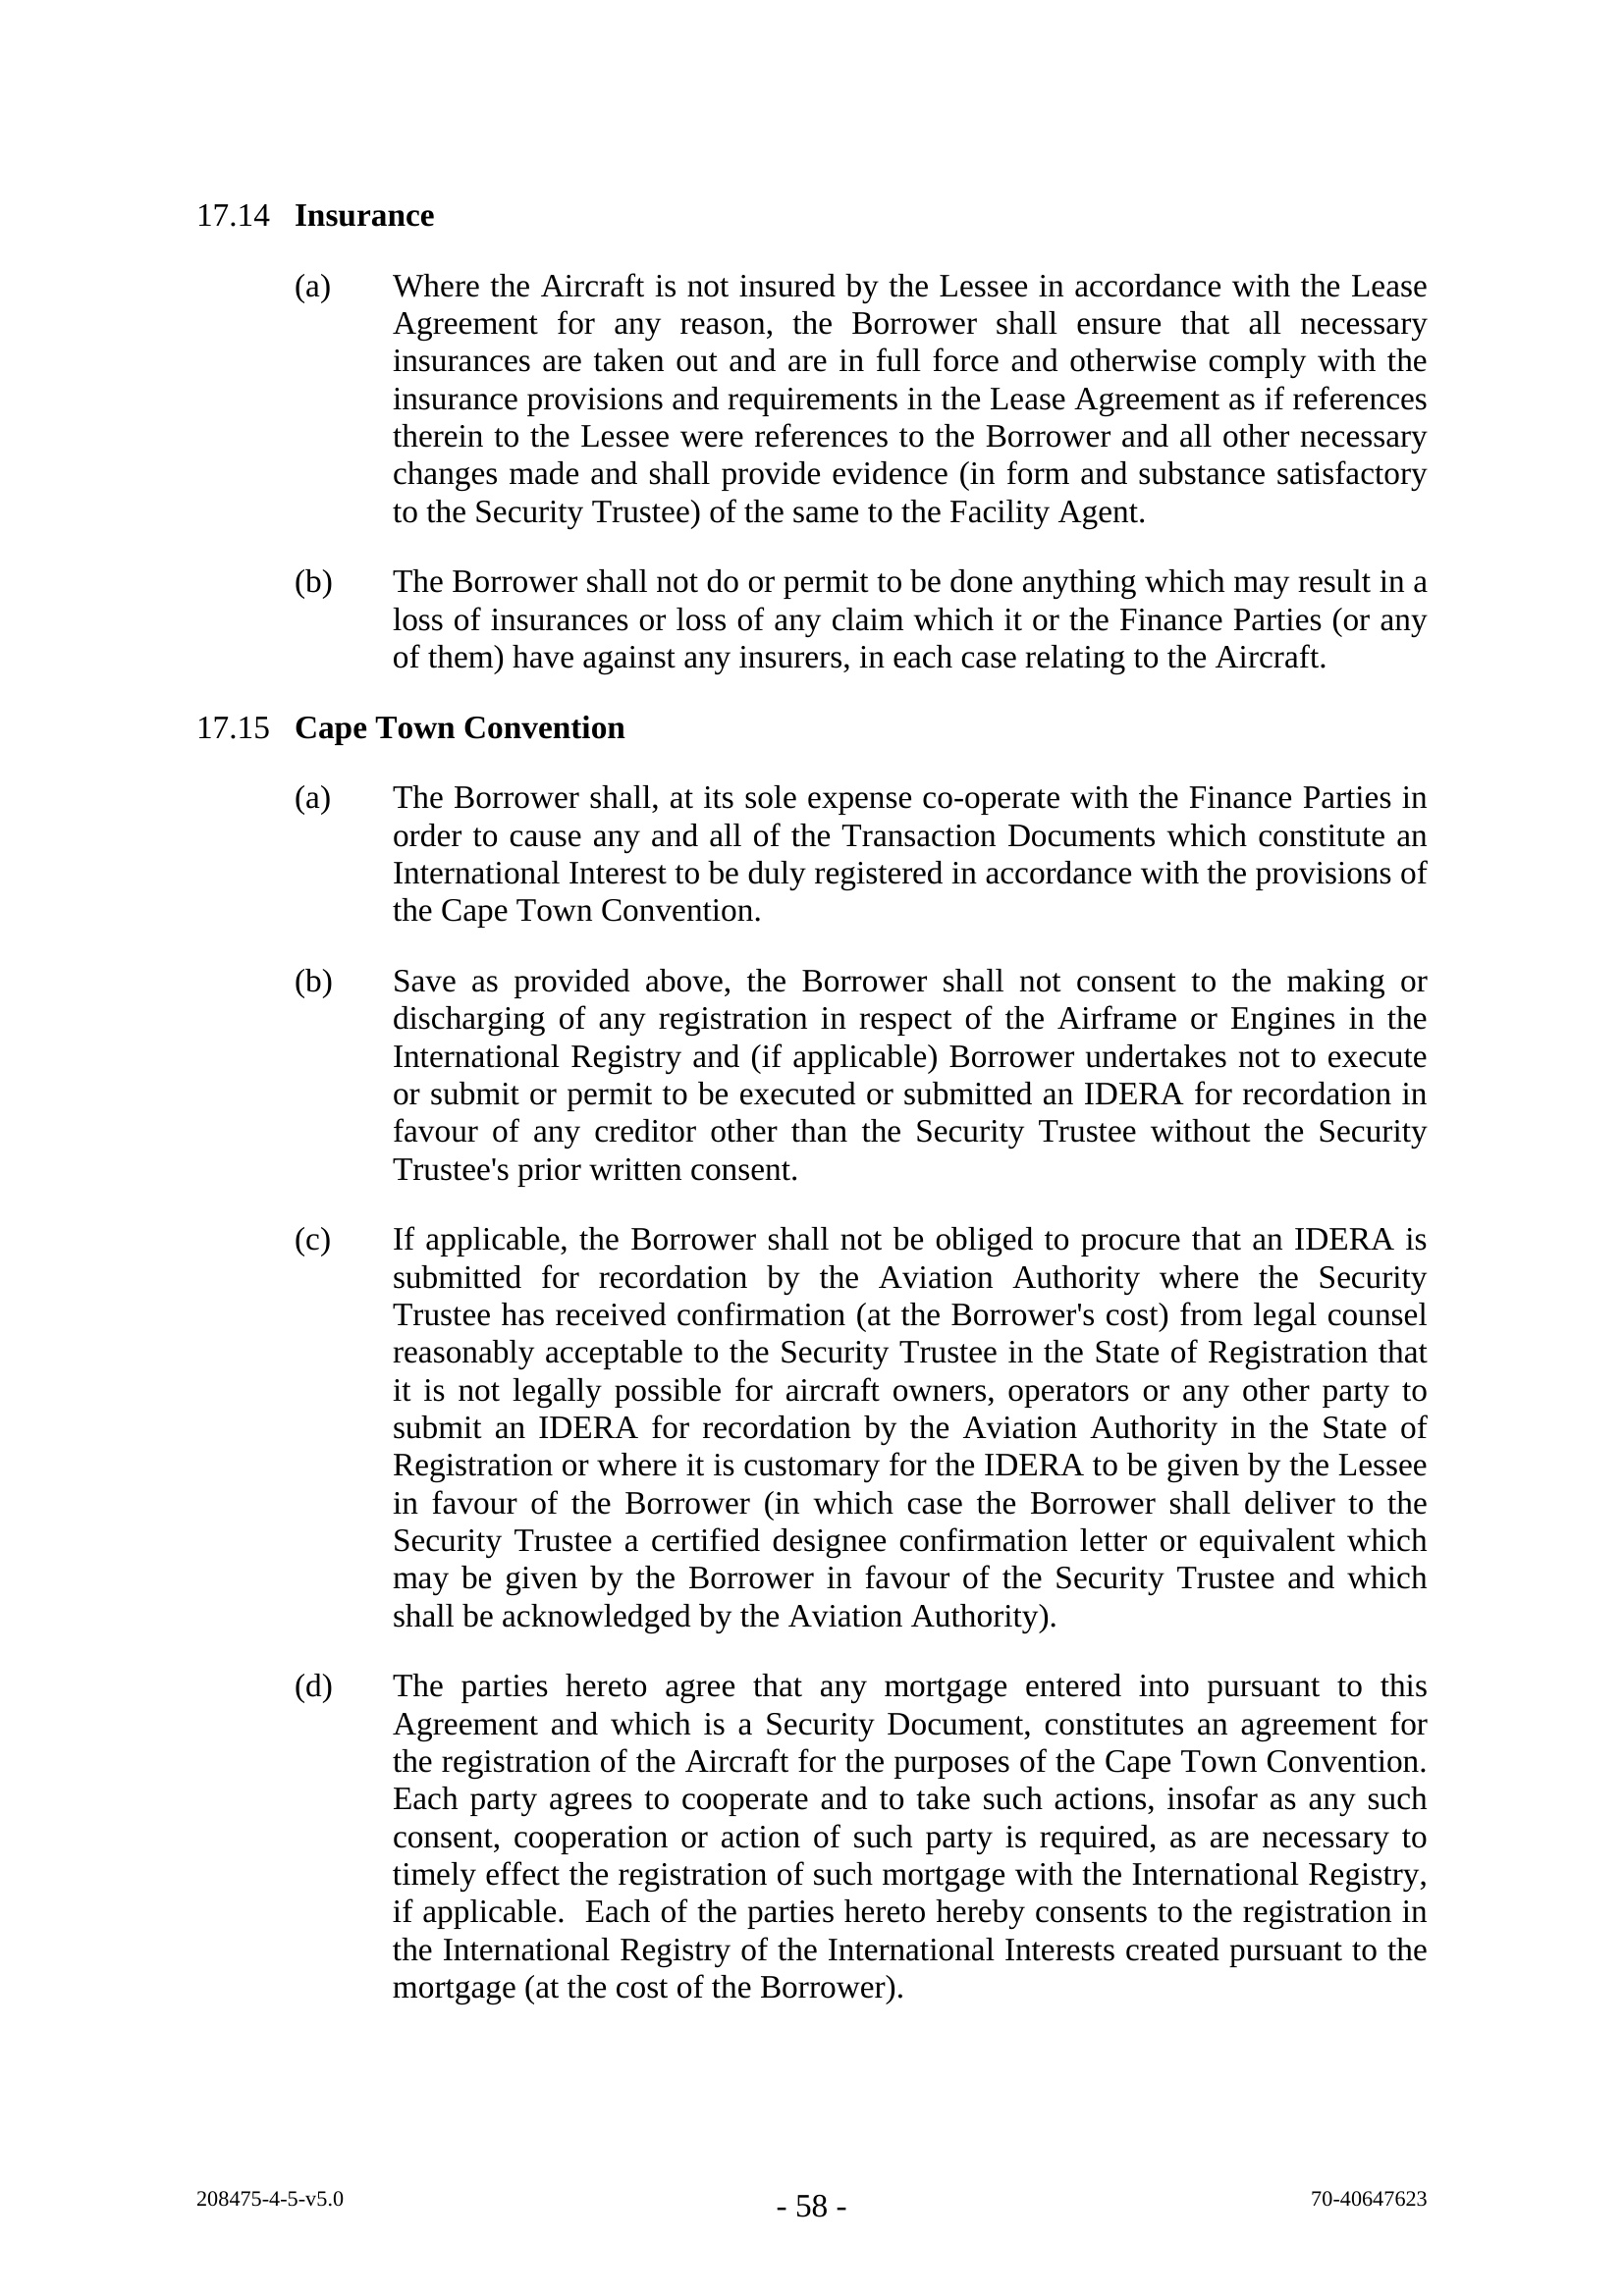 17.14 Insurance
(a) Where the Aircraft is not insured by the Lessee in accordance with the Lease
Agreement for any reason, the Borrower shall ensure that all necessary
insurances are taken out and are in full force and otherwise comply with the
insurance provisions and requirements in the Lease Agreement as if references
therein to the Lessee were references to the Borrower and all other necessary
changes made and shall provide evidence (in form and substance satisfactory
to the Security Trustee) of the same to the Facility Agent.
(b) The Borrower shall not do or permit to be done anything which may result in a
loss of insurances or loss of any claim which it or the Finance Parties (or any
of them) have against any insurers, in each case relating to the Aircraft.
17.15 Cape Town Convention
(a) The Borrower shall, at its sole expense co-operate with the Finance Parties in
order to cause any and all of the Transaction Documents which constitute an
International Interest to be duly registered in accordance with the provisions of
the Cape Town Convention.
(b) Save as provided above, the Borrower shall not consent to the making or
discharging of any registration in respect of the Airframe or Engines in the
International Registry and (if applicable) Borrower undertakes not to execute
or submit or permit to be executed or submitted an IDERA for recordation in
favour of any creditor other than the Security Trustee without the Security
Trustee's prior written consent.
(c) If applicable, the Borrower shall not be obliged to procure that an IDERA is
submitted for recordation by the Aviation Authority where the Security
Trustee has received confirmation (at the Borrower's cost) from legal counsel
reasonably acceptable to the Security Trustee in the State of Registration that
it is not legally possible for aircraft owners, operators or any other party to
submit an IDERA for recordation by the Aviation Authority in the State of
Registration or where it is customary for the IDERA to be given by the Lessee
in favour of the Borrower (in which case the Borrower shall deliver to the
Security Trustee a certified designee confirmation letter or equivalent which
may be given by the Borrower in favour of the Security Trustee and which
shall be acknowledged by the Aviation Authority).
(d) The parties hereto agree that any mortgage entered into pursuant to this
Agreement and which is a Security Document, constitutes an agreement for
the registration of the Aircraft for the purposes of the Cape Town Convention.
Each party agrees to cooperate and to take such actions, insofar as any such
consent, cooperation or action of such party is required, as are necessary to
timely effect the registration of such mortgage with the International Registry,
if applicable.  Each of the parties hereto hereby consents to the registration in
the International Registry of the International Interests created pursuant to the
mortgage (at the cost of the Borrower).
208475-4-5-v5.0 - 58 - 70-40647623